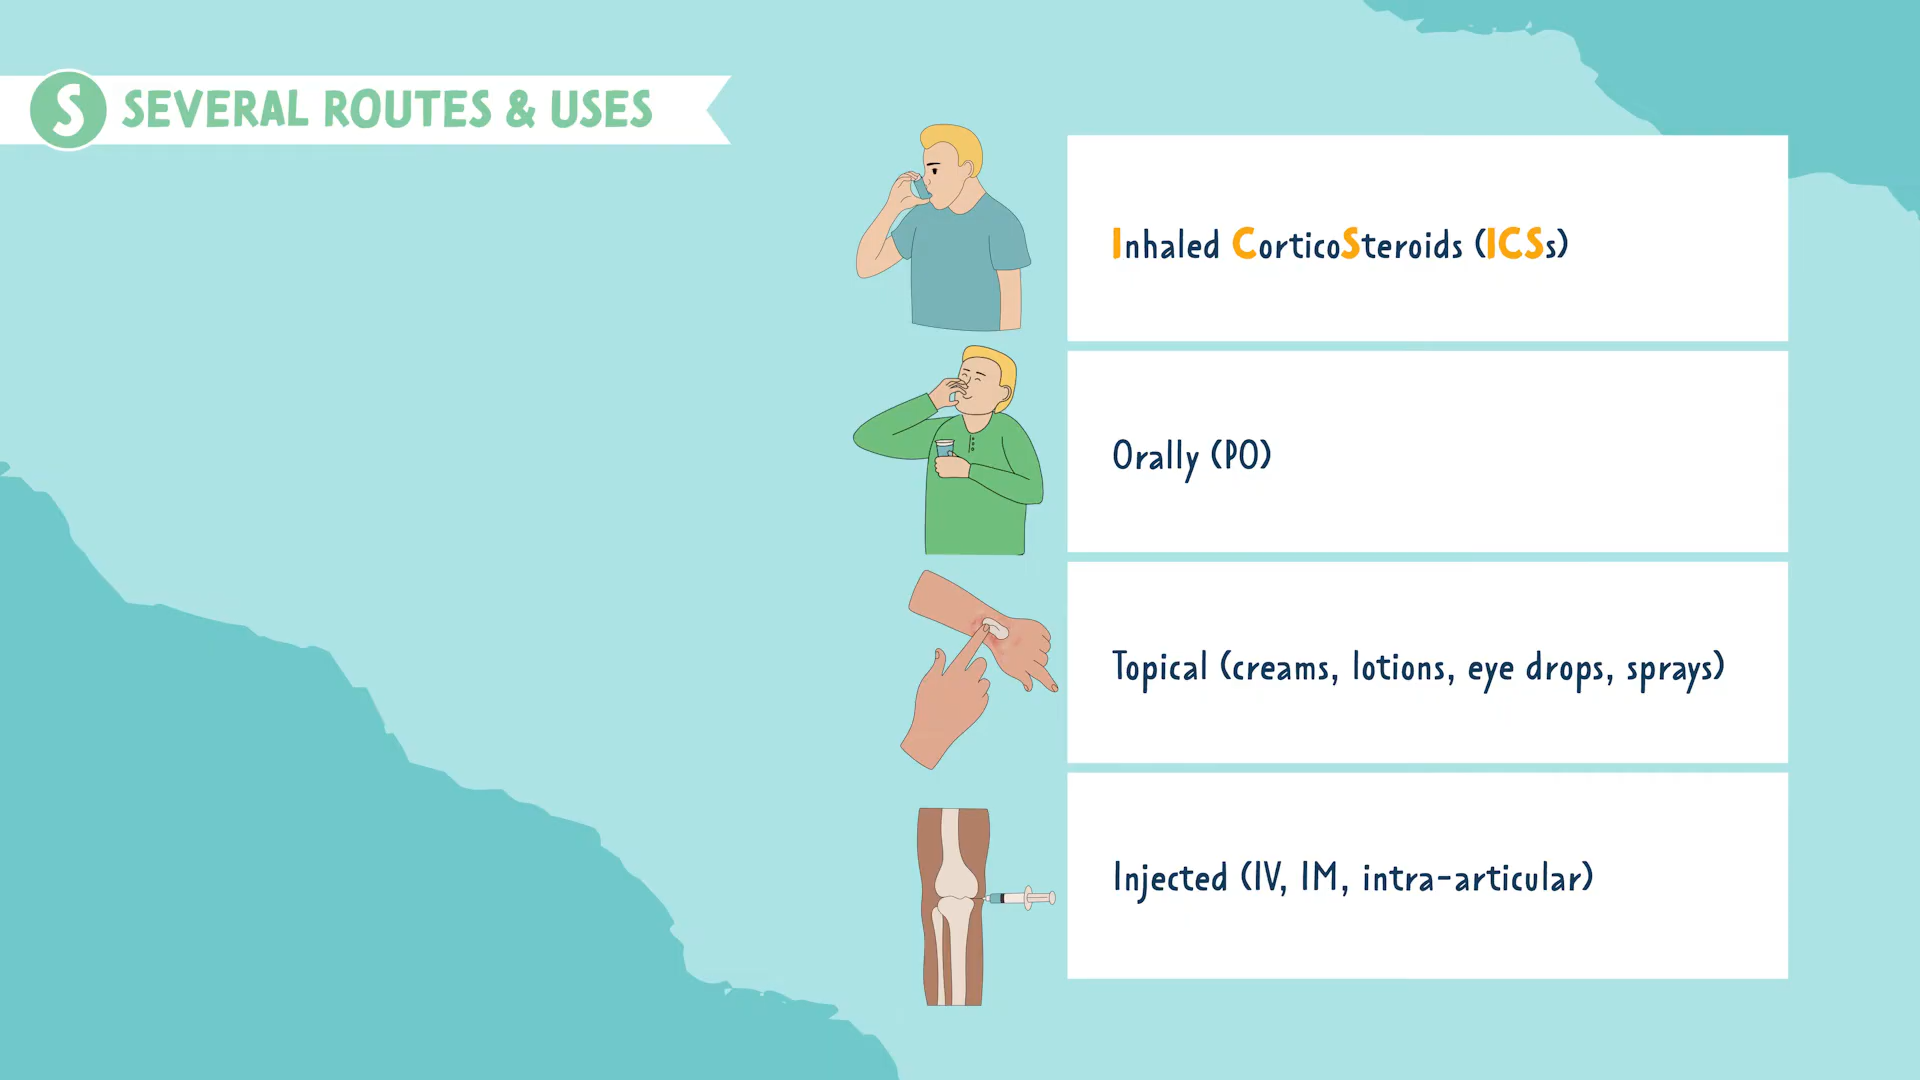 S SEVERAL ROUTES & USES
Inhaled CorticoSteroids (ICSs)
Orally (PO)
Topical (creams, lotions, eye drops, sprays)
Injected (IV, IM, intra-articular)